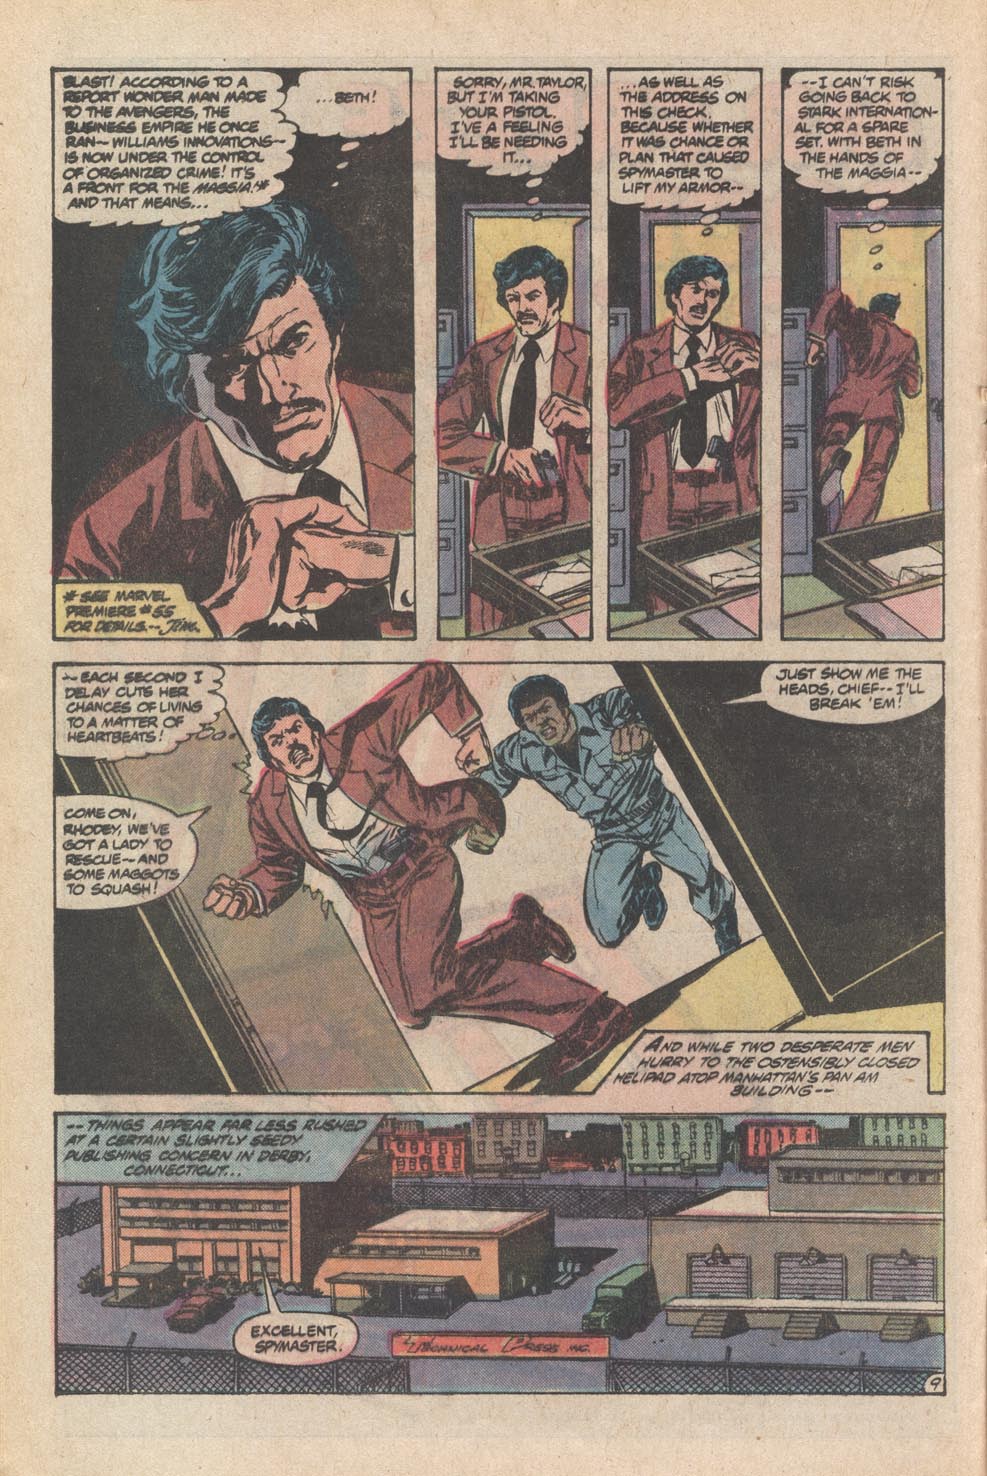 BLAST! ACCORDING TO A
REPORT WONDER MAN MADE
TO THE AVENGERS, THE
BUSINESS EMPIRE HE ONCE
RAN-- WILLIAMS INNOVATIONS--
IS NOW UNDER THE CONTROL
OF ORGANIZED CRIME! IT'S
A FRONT FOR THE MAGGIA!*
AND THAT MEANS...
...BETH!
* SEE MARVEL
PREMIERE #55
FOR DETAILS.-- JIM.
SORRY, MR. TAYLOR,
BUT I'M TAKING
YOUR PISTOL.
I'VE A FEELING
I'LL BE NEEDING
IT...
...AS WELL AS
THE ADDRESS ON
THIS CHECK.
BECAUSE WHETHER
IT WAS CHANCE OR
PLAN THAT CAUSED
SPYMASTER TO
LIFT MY ARMOR--
--I CAN'T RISK
GOING BACK TO
STARK INTERNATION-
AL FOR A SPARE
SET. WITH BETH IN
THE HANDS OF
THE MAGGIA--
--EACH SECOND I
DELAY CUTS HER
CHANCES OF LIVING
TO A MATTER OF
HEARTBEATS!
COME ON,
RHODEY, WE'VE
GOT A LADY TO
RESCUE--AND
SOME MAGGOTS
TO SQUASH!
JUST SHOW ME THE
HEADS, CHIEF-- I'LL
BREAK 'EM!
AND WHILE TWO DESPERATE MEN
HURRY TO THE OSTENSIBLY CLOSED
HELIPAD ATOP MANHATTAN'S PAN AM
BUILDING--
--THINGS APPEAR FAR LESS RUSHED
AT A CERTAIN SLIGHTLY SEEDY
PUBLISHING CONCERN IN DERBY,
CONNECTICUT...
EXCELLENT,
SPYMASTER.
TECHNICAL PRESS INC.
9